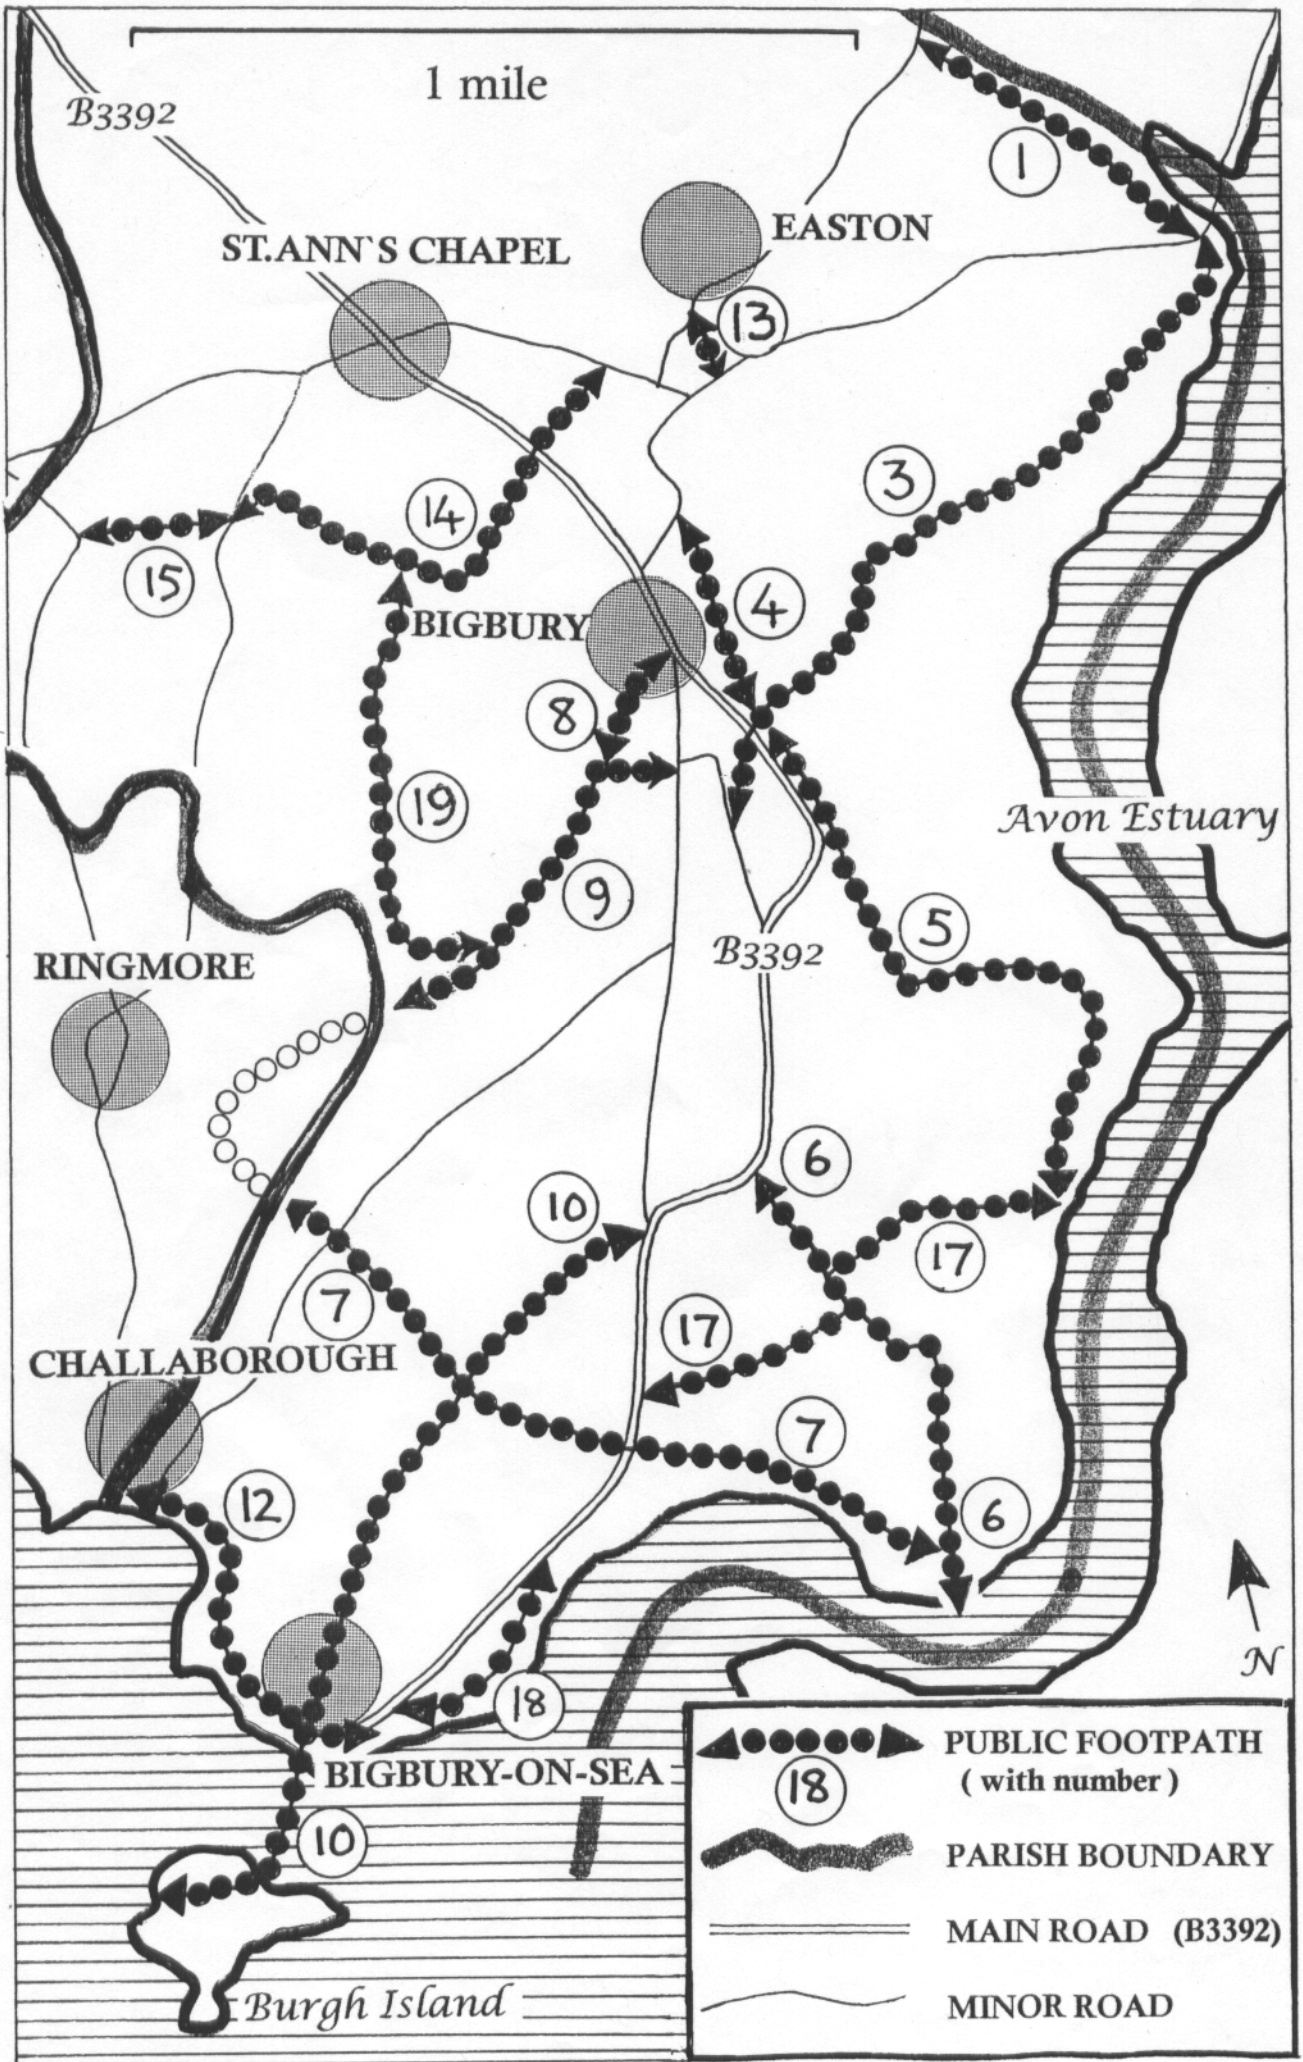 1 mile
B3392
1
ST.ANN`S CHAPEL
EASTON
13
3
14
15
4
BIGBURY
8
19
Avon Estuary
9
5
B3392
RINGMORE
6
10
17
7
17
CHALLABOROUGH
7
12
6
N
18
BIGBURY-ON-SEA
10
Burgh Island
PUBLIC FOOTPATH
( with number )
18
PARISH BOUNDARY
MAIN ROAD (B3392)
MINOR ROAD